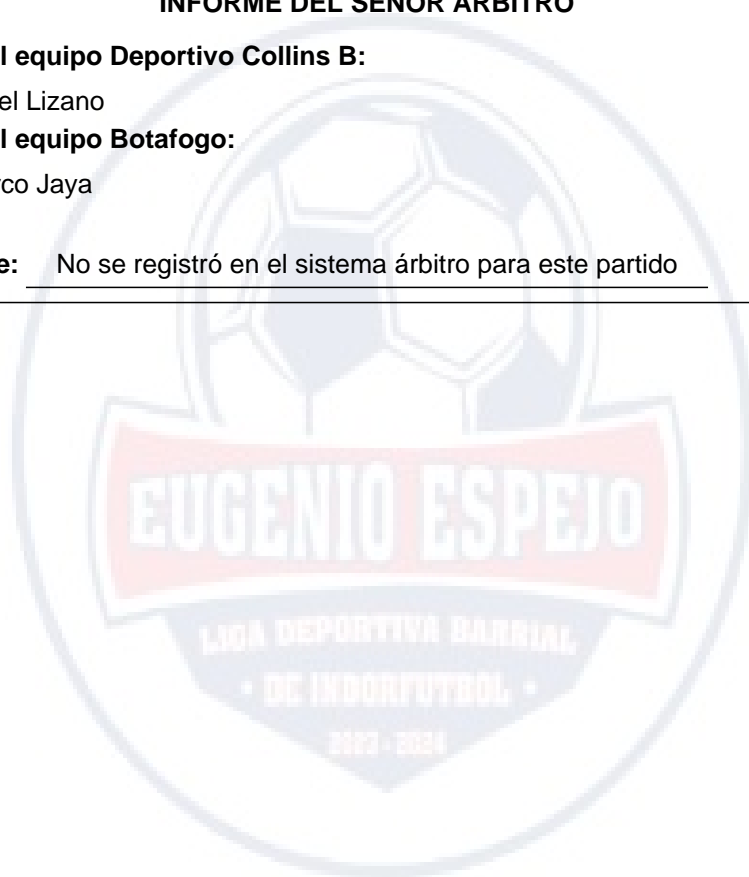 INFORME DEL SEÑOR ÁRBITRO
l equipo Deportivo Collins B:
el Lizano
l equipo Botafogo:
rco Jaya
e: No se registró en el sistema árbitro para este partido
EUGENIO ESPEJO
LIGA DEPORTIVA BARRIAL
• DE INDORFUTBOL •
2023 - 2024